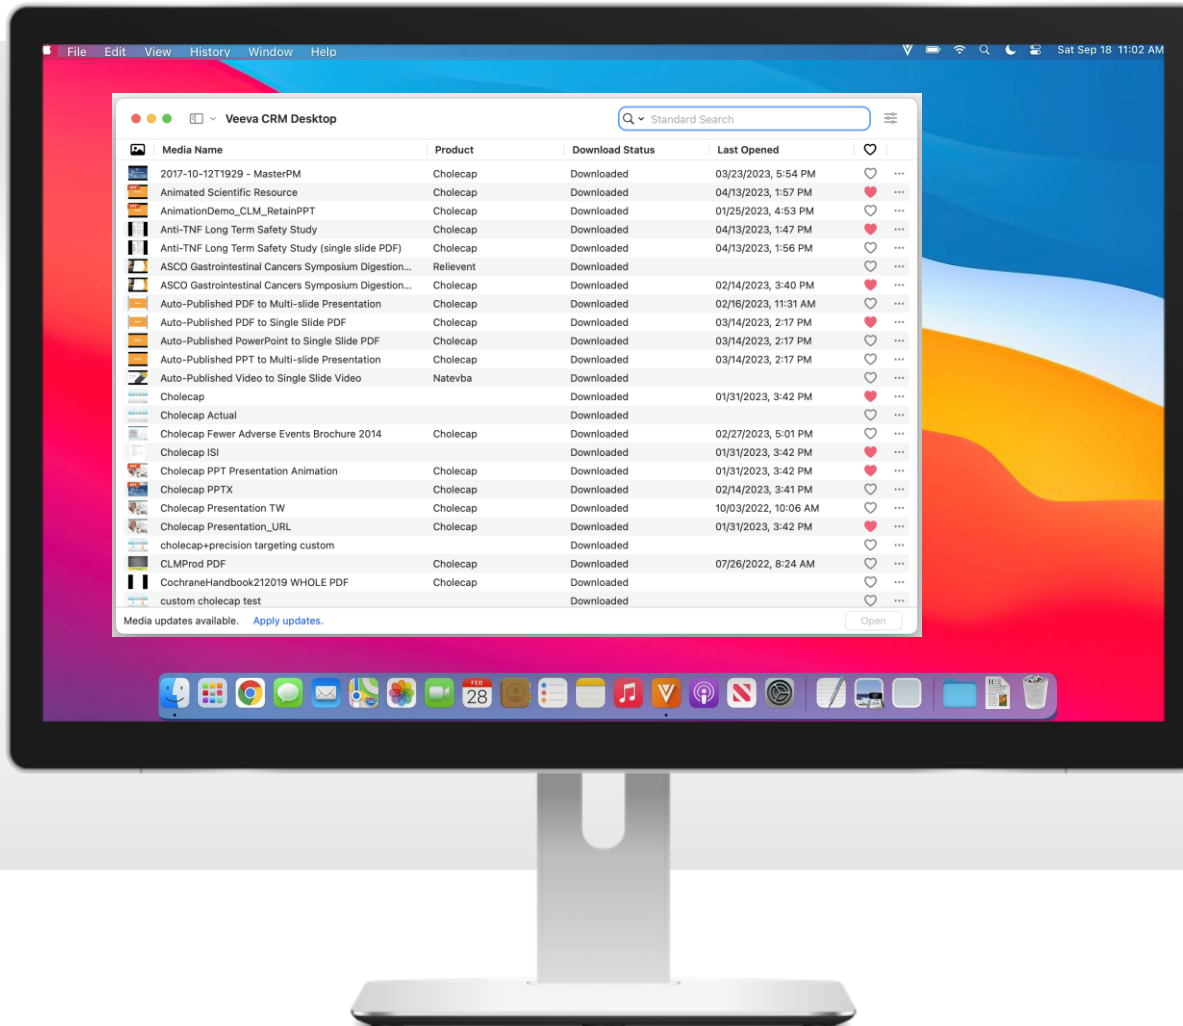 File Edit View History Window Help Sat Sep 18 11:02 AM
Veeva CRM Desktop Standard Search
Media Name Product Download Status Last Opened
2017-10-12T1929 - MasterPM Cholecap Downloaded 03/23/2023, 5:54 PM
Animated Scientific Resource Cholecap Downloaded 04/13/2023, 1:57 PM
AnimationDemo_CLM_RetainPPT Cholecap Downloaded 01/25/2023, 4:53 PM
Anti-TNF Long Term Safety Study Cholecap Downloaded 04/13/2023, 1:47 PM
Anti-TNF Long Term Safety Study (single slide PDF) Cholecap Downloaded 04/13/2023, 1:56 PM
ASCO Gastrointestinal Cancers Symposium Digestion... Relievent Downloaded
ASCO Gastrointestinal Cancers Symposium Digestion... Cholecap Downloaded 02/14/2023, 3:40 PM
Auto-Published PDF to Multi-slide Presentation Cholecap Downloaded 02/16/2023, 11:31 AM
Auto-Published PDF to Single Slide PDF Cholecap Downloaded 03/14/2023, 2:17 PM
Auto-Published PowerPoint to Single Slide PDF Cholecap Downloaded 03/14/2023, 2:17 PM
Auto-Published PPT to Multi-slide Presentation Cholecap Downloaded 03/14/2023, 2:17 PM
Auto-Published Video to Single Slide Video Natevba Downloaded
Cholecap Downloaded 01/31/2023, 3:42 PM
Cholecap Actual Downloaded
Cholecap Fewer Adverse Events Brochure 2014 Cholecap Downloaded 02/27/2023, 5:01 PM
Cholecap ISI Downloaded 01/31/2023, 3:42 PM
Cholecap PPT Presentation Animation Cholecap Downloaded 01/31/2023, 3:42 PM
Cholecap PPTX Cholecap Downloaded 02/14/2023, 3:41 PM
Cholecap Presentation TW Cholecap Downloaded 10/03/2022, 10:06 AM
Cholecap Presentation_URL Cholecap Downloaded 01/31/2023, 3:42 PM
cholecap+precision targeting custom Downloaded
CLMProd PDF Cholecap Downloaded 07/26/2022, 8:24 AM
CochraneHandbook212019 WHOLE PDF Cholecap Downloaded
custom cholecap test Downloaded
Media updates available. Apply updates. Open
FEB
28